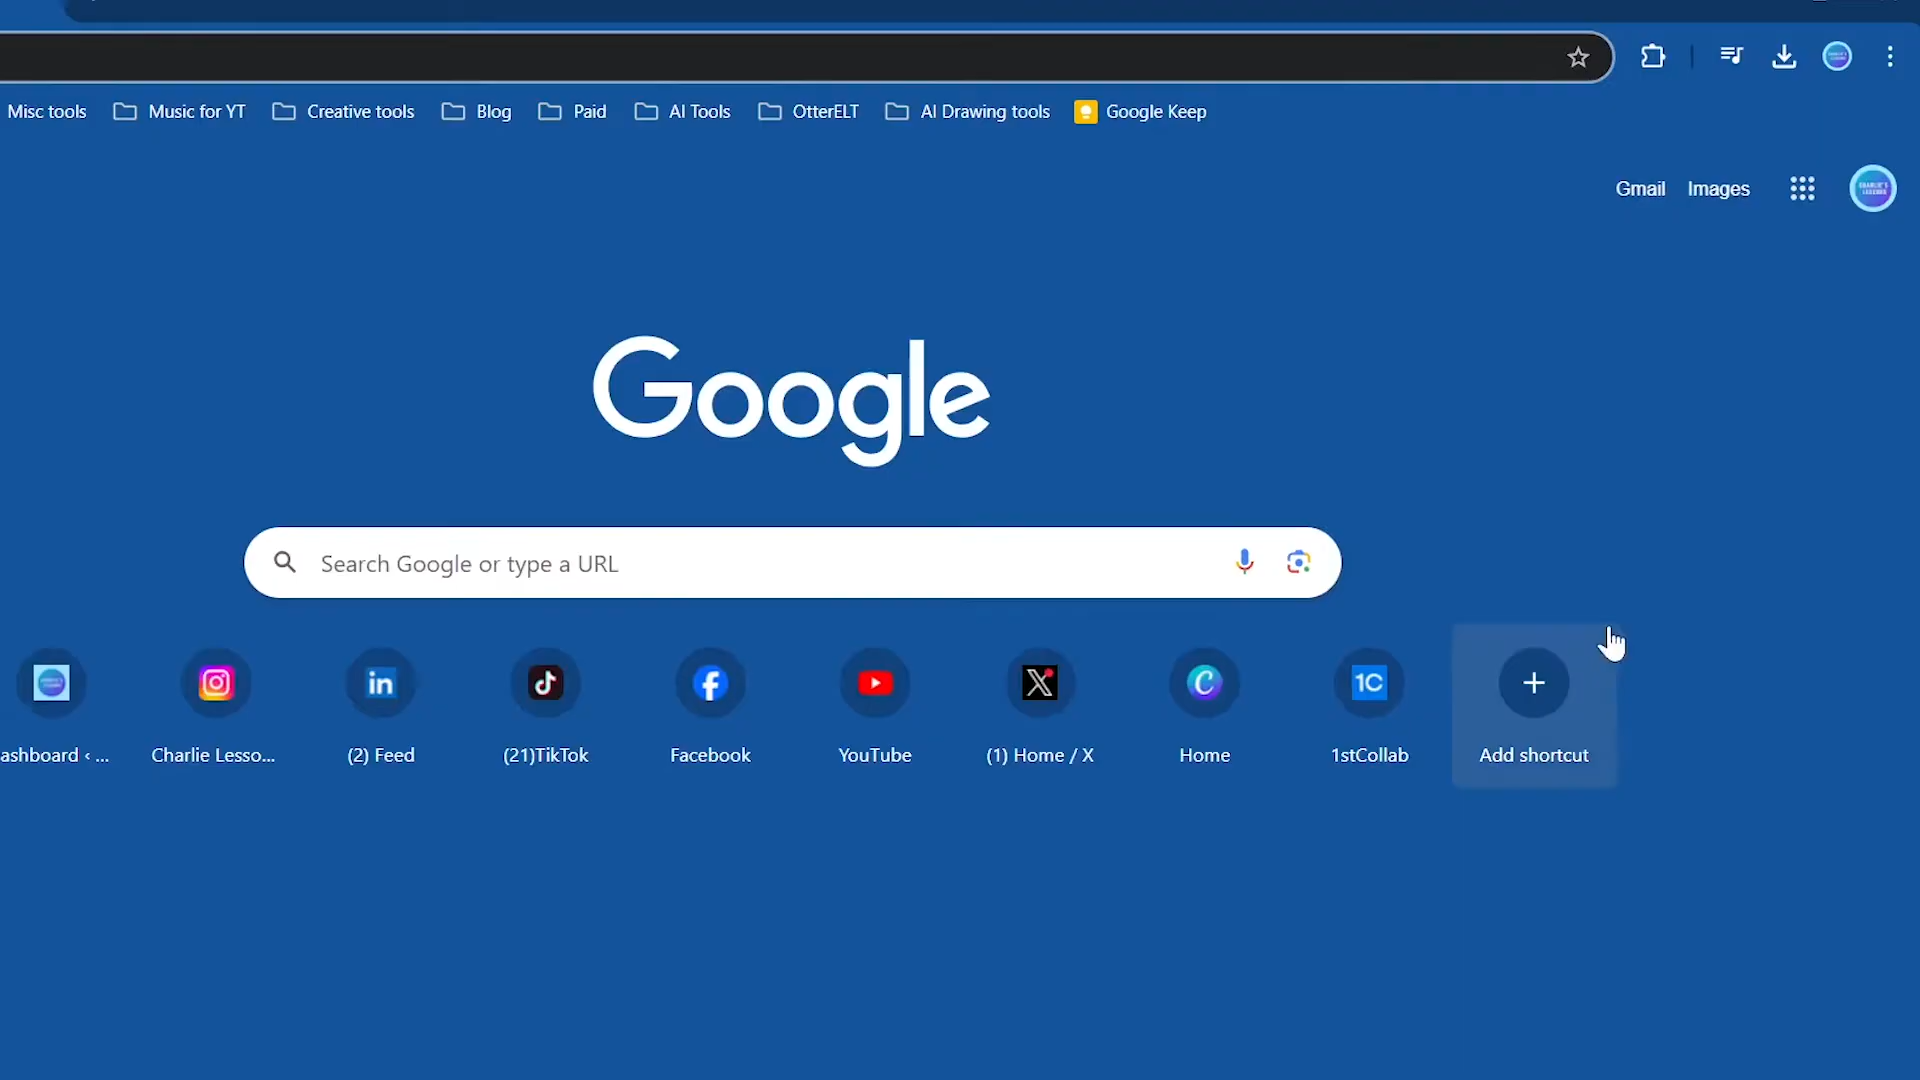 Misc tools Music for YT Creative tools Blog Paid AI Tools OtterELT AI Drawing tools Google Keep
Gmail Images
CHARLIE'S
LESSONS
Google
Search Google or type a URL
ashboard ‹ ... Charlie Lesso... (2) Feed (21)TikTok Facebook YouTube (1) Home / X Home 1stCollab Add shortcut